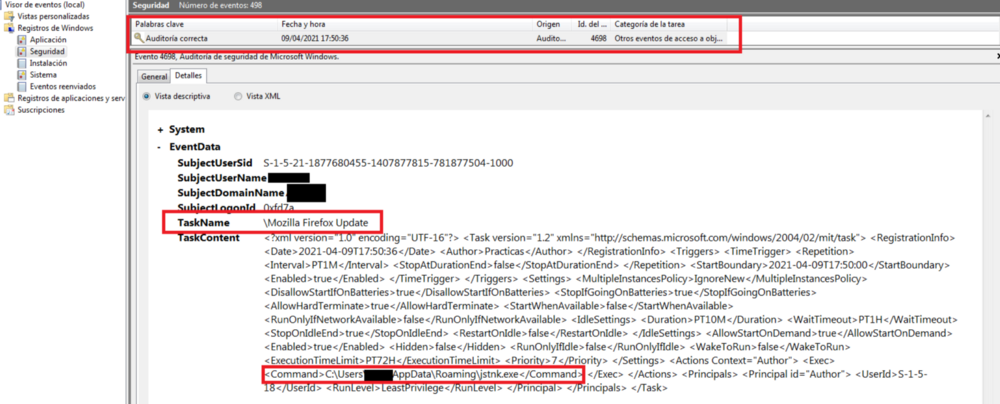 Visor de eventos (local)
Vistas personalizadas
Registros de Windows
Aplicación
Seguridad
Instalación
Sistema
Eventos reenviados
Registros de aplicaciones y serv
Suscripciones
Seguridad Número de eventos: 498
Palabras clave Fecha y hora Origen Id. del ... Categoría de la tarea
Auditoría correcta 09/04/2021 17:50:36 Audito... 4698 Otros eventos de acceso a obj...
Evento 4698, Auditoría de seguridad de Microsoft Windows.
General Detalles
Vista descriptiva Vista XML
+ System
- EventData
SubjectUserSid S-1-5-21-1877680455-1407877815-781877504-1000
SubjectUserName
SubjectDomainName
SubjectLogonId 0xfd7a
TaskName \Mozilla Firefox Update
TaskContent <?xml version="1.0" encoding="UTF-16"?> <Task version="1.2" xmlns="http://schemas.microsoft.com/windows/2004/02/mit/task"> <RegistrationInfo>
<Date>2021-04-09T17:50:36</Date> <Author>Practicas</Author> </RegistrationInfo> <Triggers> <TimeTrigger> <Repetition>
<Interval>PT1M</Interval> <StopAtDurationEnd>false</StopAtDurationEnd> </Repetition> <StartBoundary>2021-04-09T17:50:00</StartBoundary>
<Enabled>true</Enabled> </TimeTrigger> </Triggers> <Settings> <MultipleInstancesPolicy>IgnoreNew</MultipleInstancesPolicy>
<DisallowStartIfOnBatteries>true</DisallowStartIfOnBatteries> <StopIfGoingOnBatteries>true</StopIfGoingOnBatteries>
<AllowHardTerminate>true</AllowHardTerminate> <StartWhenAvailable>false</StartWhenAvailable>
<RunOnlyIfNetworkAvailable>false</RunOnlyIfNetworkAvailable> <IdleSettings> <Duration>PT10M</Duration> <WaitTimeout>PT1H</WaitTimeout>
<StopOnIdleEnd>true</StopOnIdleEnd> <RestartOnIdle>false</RestartOnIdle> </IdleSettings> <AllowStartOnDemand>true</AllowStartOnDemand>
<Enabled>true</Enabled> <Hidden>false</Hidden> <RunOnlyIfIdle>false</RunOnlyIfIdle> <WakeToRun>false</WakeToRun>
<ExecutionTimeLimit>PT72H</ExecutionTimeLimit> <Priority>7</Priority> </Settings> <Actions Context="Author"> <Exec>
<Command>C:\Users\ AppData\Roaming\jstnk.exe</Command> </Exec> </Actions> <Principals> <Principal id="Author"> <UserId>S-1-5-
18</UserId> <RunLevel>LeastPrivilege</RunLevel> </Principal> </Principals> </Task>